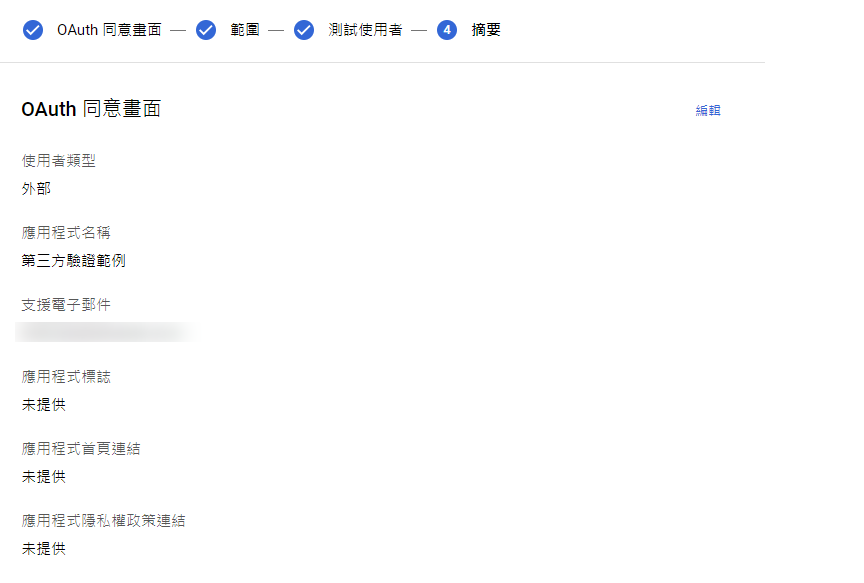 OAuth 同意畫面 — 範圍 — 測試使用者 — 4 摘要
OAuth 同意畫面 編輯
使用者類型
外部
應用程式名稱
第三方驗證範例
支援電子郵件
應用程式標誌
未提供
應用程式首頁連結
未提供
應用程式隱私權政策連結
未提供